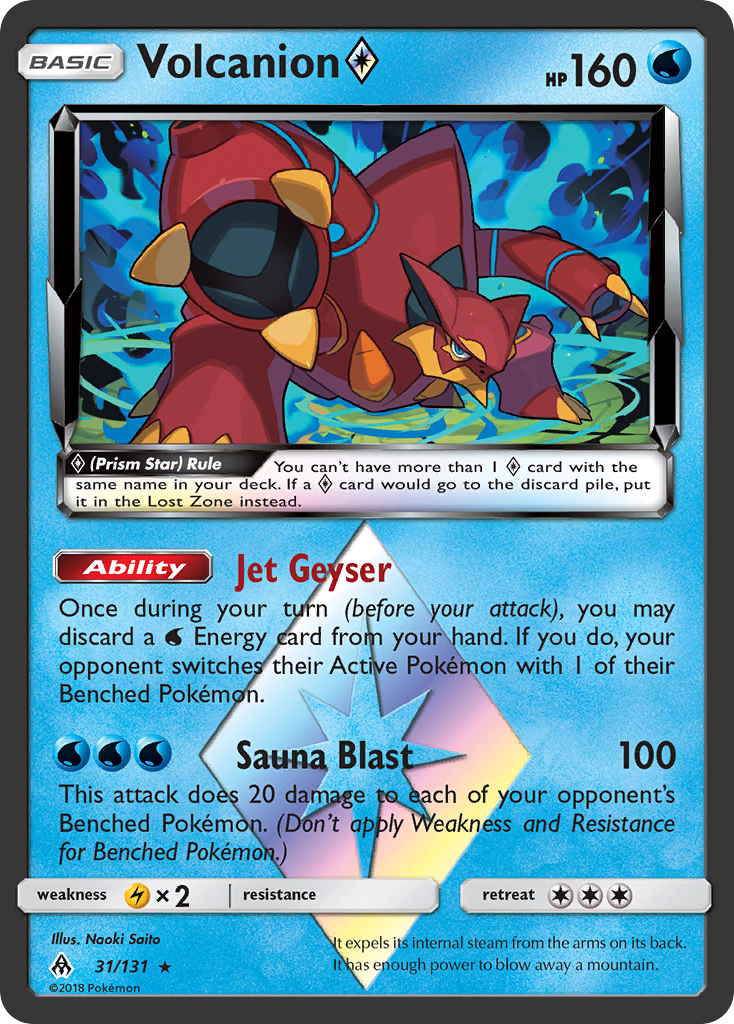 BASIC Volcanion HP 160
(Prism Star) Rule You can't have more than 1 card with the
same name in your deck. If a card would go to the discard pile, put
it in the Lost Zone instead.
Ability Jet Geyser
Once during your turn (before your attack), you may
discard a Energy card from your hand. If you do, your
opponent switches their Active Pokémon with 1 of their
Benched Pokémon.
Sauna Blast 100
This attack does 20 damage to each of your opponent's
Benched Pokémon. (Don't apply Weakness and Resistance
for Benched Pokémon.)
weakness × 2 resistance retreat
Illus. Naoki Saito
31/131 ★
©2018 Pokémon
It expels its internal steam from the arms on its back.
It has enough power to blow away a mountain.